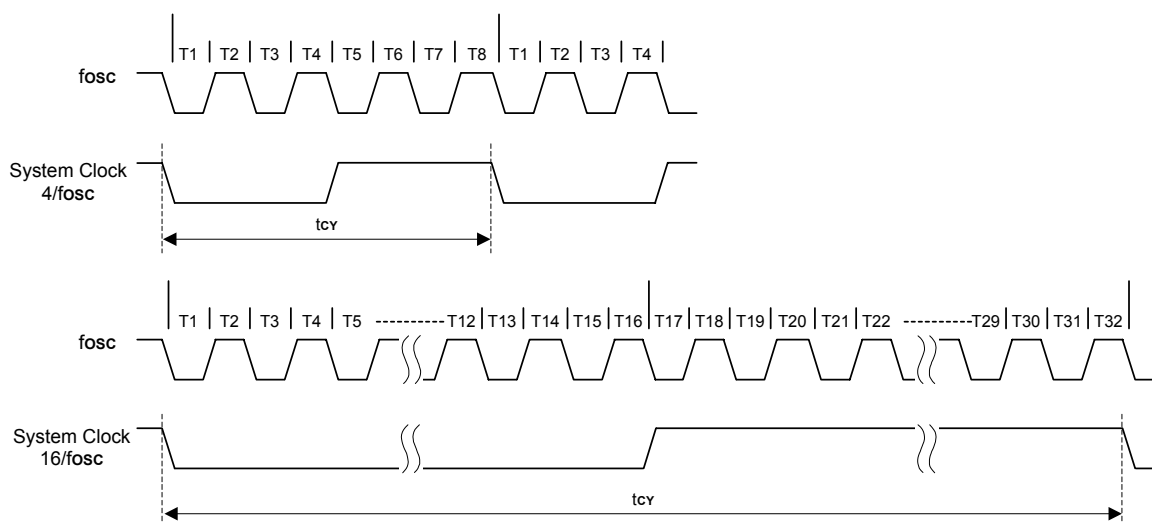 T1 T2 T3 T4 T5 T6 T7 T8 T1 T2 T3 T4
fosc
System Clock
4/fosc
tCY
T1 T2 T3 T4 T5 ---------- T12 T13 T14 T15 T16 T17 T18 T19 T20 T21 T22 ---------- T29 T30 T31 T32
fosc
System Clock
16/fosc
tCY